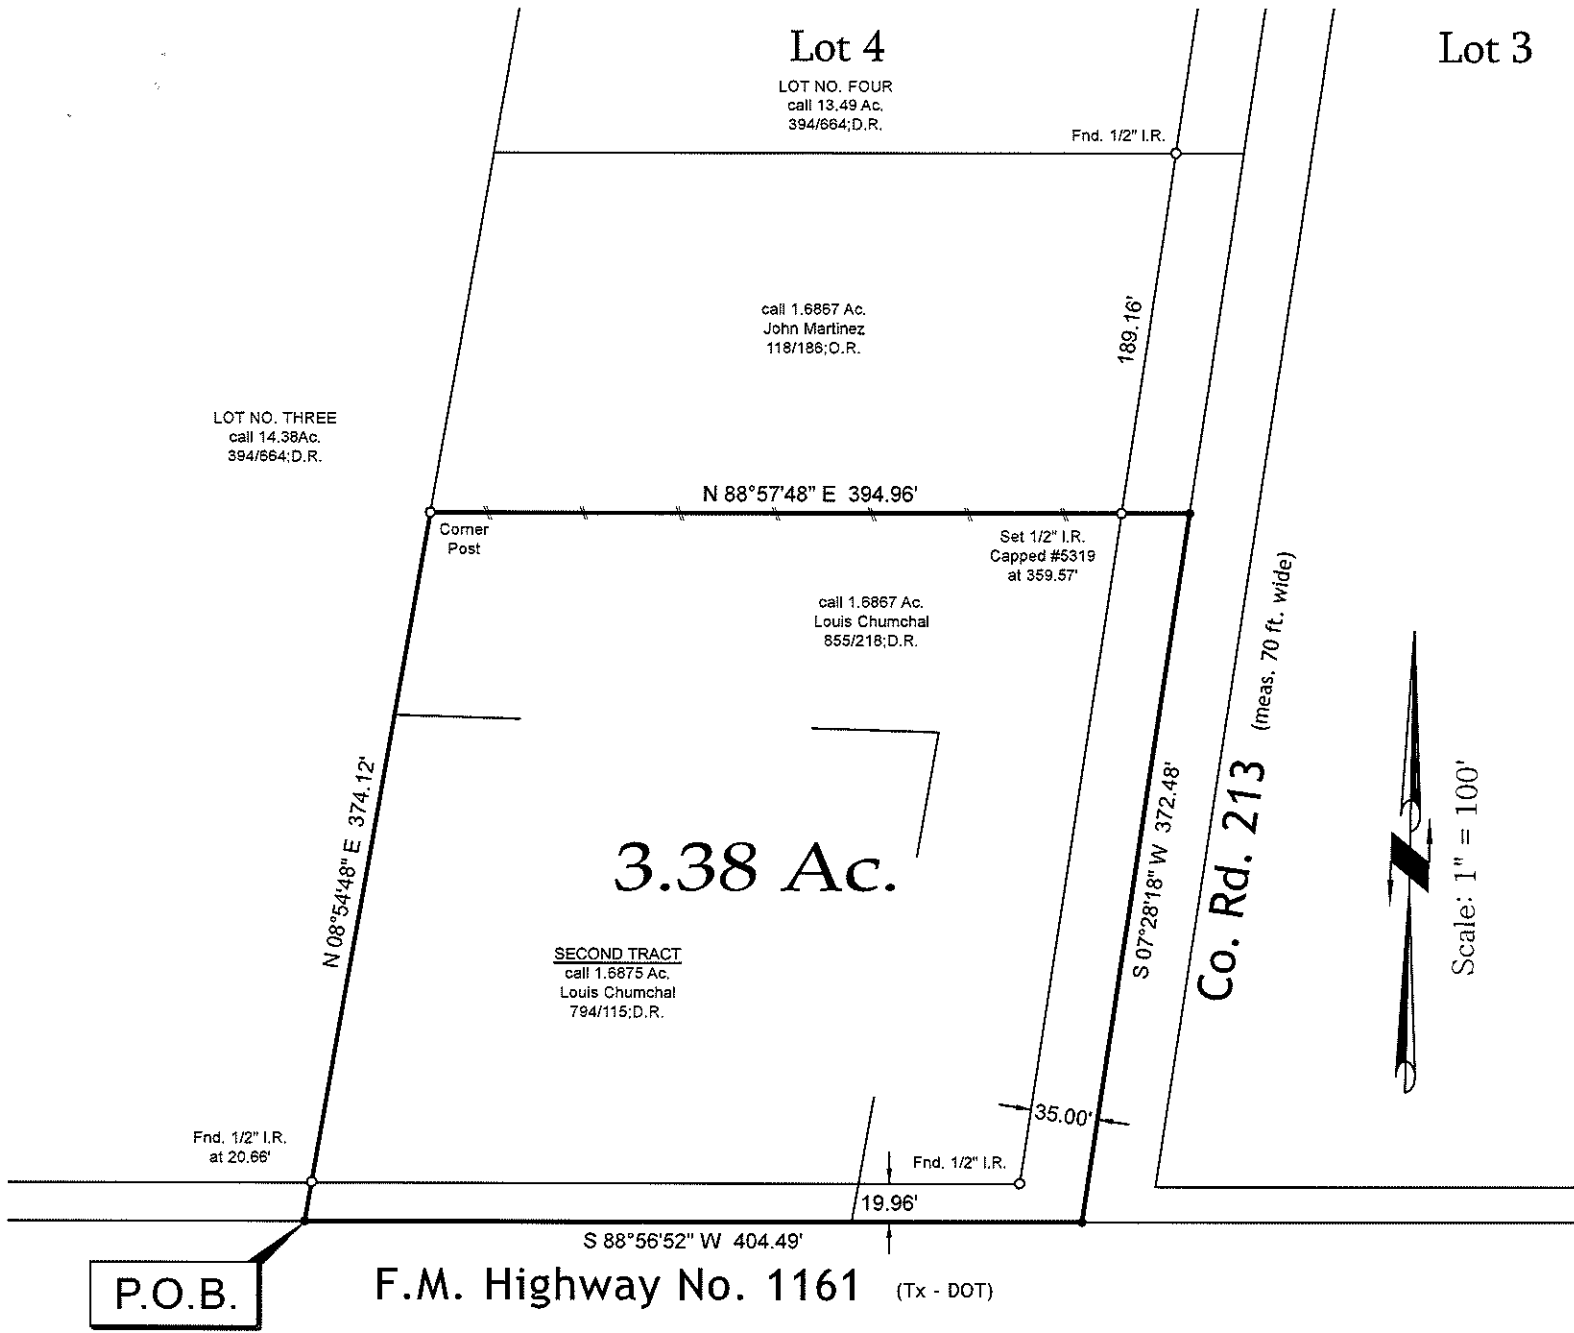 Lot 4
LOT NO. FOUR
call 13.49 Ac.
394/664;D.R.
Lot 3
Fnd. 1/2" I.R.
call 1.6867 Ac.
John Martinez
118/186;O.R.
189.16'
LOT NO. THREE
call 14.38Ac.
394/664;D.R.
N 88°57'48" E 394.96'
Corner
Post
Set 1/2" I.R.
Capped #5319
at 359.57'
call 1.6867 Ac.
Louis Chumchal
855/218;D.R.
N 08°54'48" E 374.12'
3.38 Ac.
S 07°28'18" W 372.48'
Co. Rd. 213 (meas. 70 ft. wide)
Scale: 1" = 100'
SECOND TRACT
call 1.6875 Ac.
Louis Chumchal
794/115;D.R.
35.00'
Fnd. 1/2" I.R.
at 20.66'
Fnd. 1/2" I.R.
19.96'
S 88°56'52" W 404.49'
P.O.B.
F.M. Highway No. 1161 (Tx - DOT)